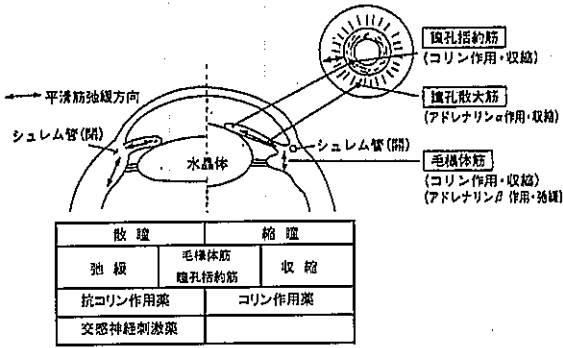 瞳孔括約筋
(コリン作用・収縮)
瞳孔散大筋
(アドレナリンα作用・収縮)
平滑筋弛緩方向
シュレム管(閉)
シュレム管(開)
水晶体
毛様体筋
(コリン作用・収縮)
(アドレナリンβ作用・弛緩)
散瞳
縮瞳
弛緩
毛様体筋
瞳孔括約筋
収縮
抗コリン作用薬
コリン作用薬
交感神経刺激薬